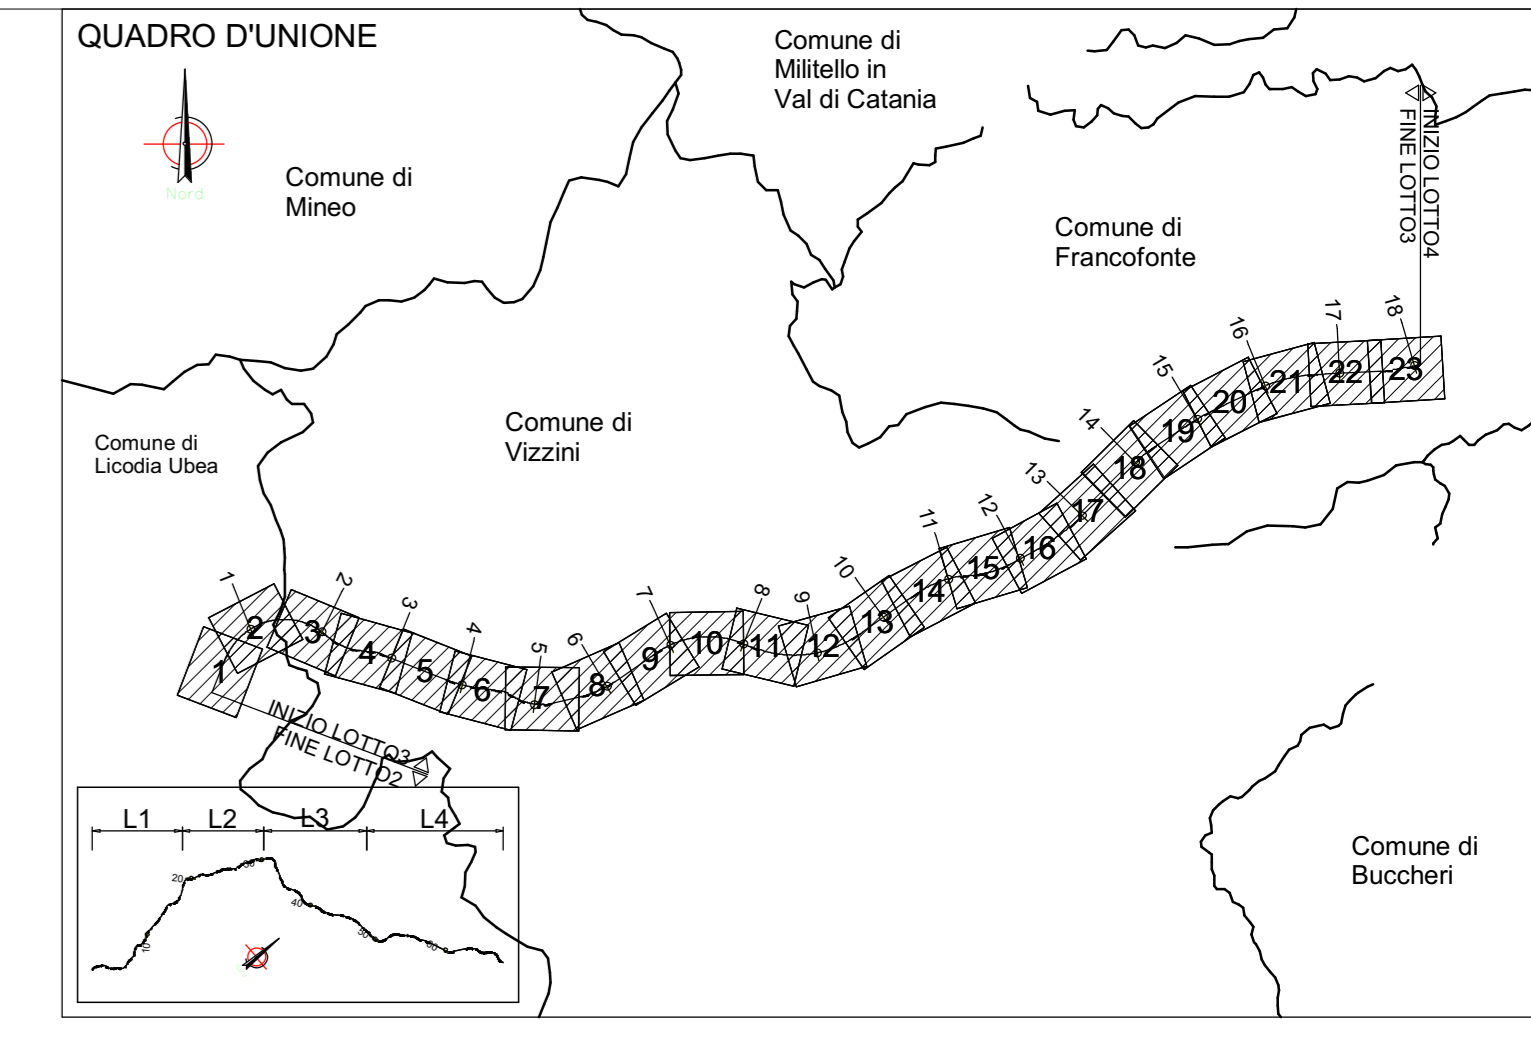 QUADRO D'UNIONE
Nord
Comune di
Mineo
Comune di
Militello in
Val di Catania
Comune di
Francofonte
INIZIO LOTTO4
FINE LOTTO3
Comune di
Licodia Ubea
Comune di
Vizzini
1
2
3
4
5
6
7
8
9
10
11
12
13
14
15
16
17
18
1
2
3
4
5
6
7
8
9
10
11
12
13
14
15
16
17
18
19
20
21
22
23
INIZIO LOTTO3
FINE LOTTO2
L1
L2
L3
L4
10
20
30
40
50
60
Comune di
Buccheri